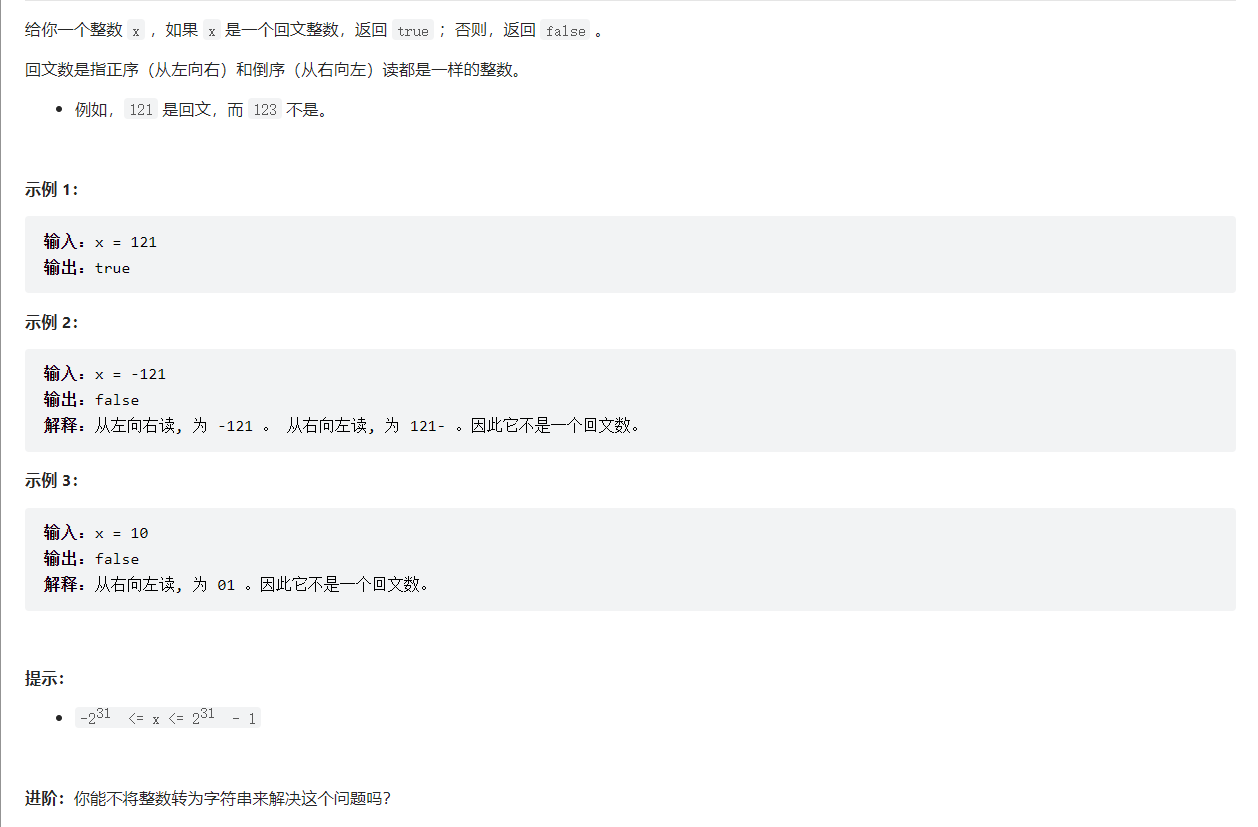 给你一个整数 x ，如果 x 是一个回文整数，返回 true ；否则，返回 false 。
回文数是指正序（从左向右）和倒序（从右向左）读都是一样的整数。
• 例如，121 是回文，而 123 不是。
示例 1：
输入：x = 121
输出：true
示例 2：
输入：x = -121
输出：false
解释：从左向右读, 为 -121 。 从右向左读, 为 121- 。因此它不是一个回文数。
示例 3：
输入：x = 10
输出：false
解释：从右向左读, 为 01 。因此它不是一个回文数。
提示：
• -2³¹ <= x <= 2³¹ - 1
进阶：你能不将整数转为字符串来解决这个问题吗？